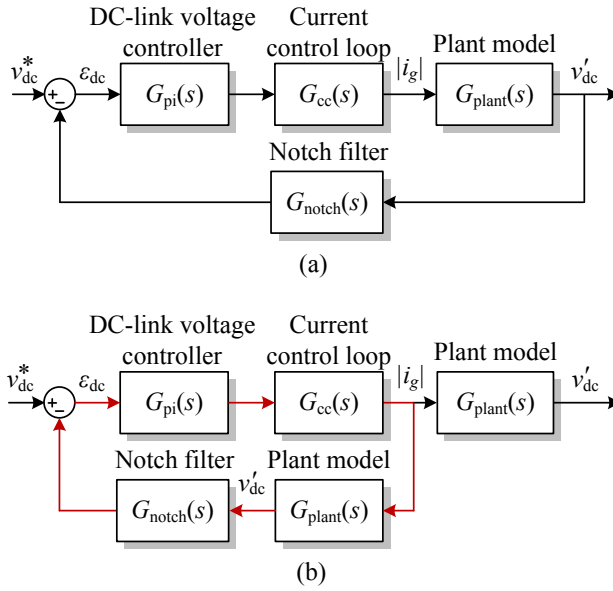 DC-link voltage controller
Current control loop
Plant model
v*dc
εdc
+
−
Gpi(s)
Gcc(s)
|ig|
Gplant(s)
v′dc
Notch filter
Gnotch(s)
(a)
DC-link voltage controller
Current control loop
Plant model
v*dc
εdc
+
−
Gpi(s)
Gcc(s)
|ig|
Gplant(s)
v′dc
Notch filter
v′dc
Plant model
Gnotch(s)
Gplant(s)
(b)